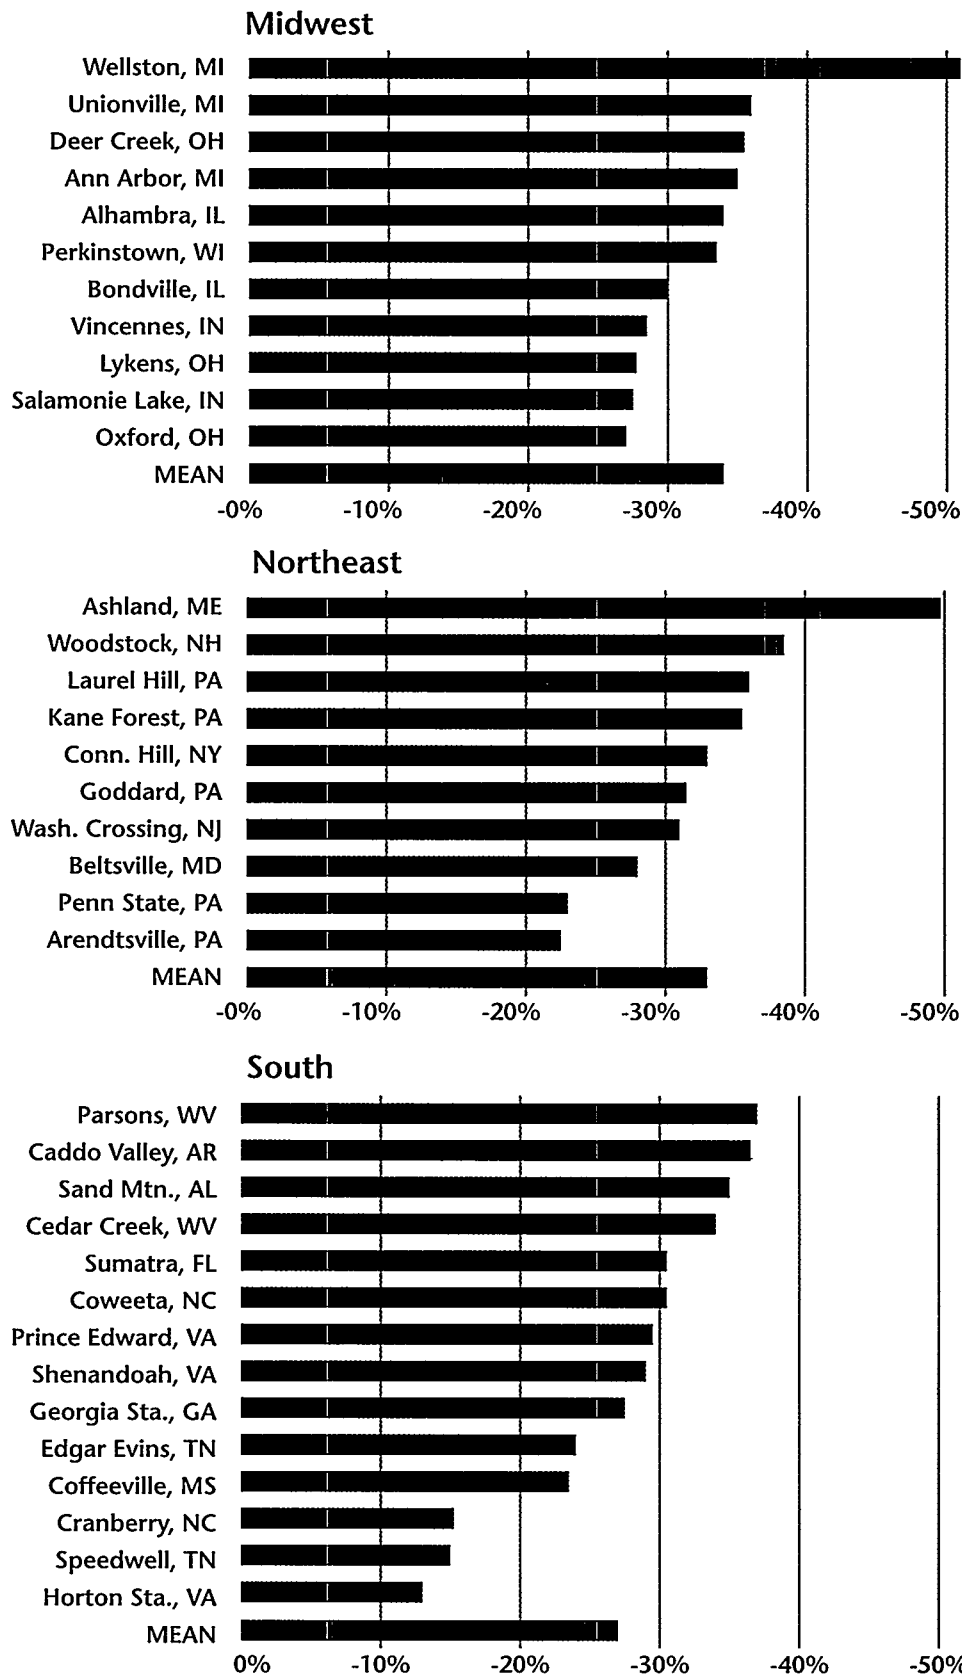 Midwest
Wellston, MI
Unionville, MI
Deer Creek, OH
Ann Arbor, MI
Alhambra, IL
Perkinstown, WI
Bondville, IL
Vincennes, IN
Lykens, OH
Salamonie Lake, IN
Oxford, OH
MEAN
-0% -10% -20% -30% -40% -50%
Northeast
Ashland, ME
Woodstock, NH
Laurel Hill, PA
Kane Forest, PA
Conn. Hill, NY
Goddard, PA
Wash. Crossing, NJ
Beltsville, MD
Penn State, PA
Arendtsville, PA
MEAN
-0% -10% -20% -30% -40% -50%
South
Parsons, WV
Caddo Valley, AR
Sand Mtn., AL
Cedar Creek, WV
Sumatra, FL
Coweeta, NC
Prince Edward, VA
Shenandoah, VA
Georgia Sta., GA
Edgar Evins, TN
Coffeeville, MS
Cranberry, NC
Speedwell, TN
Horton Sta., VA
MEAN
0% -10% -20% -30% -40% -50%